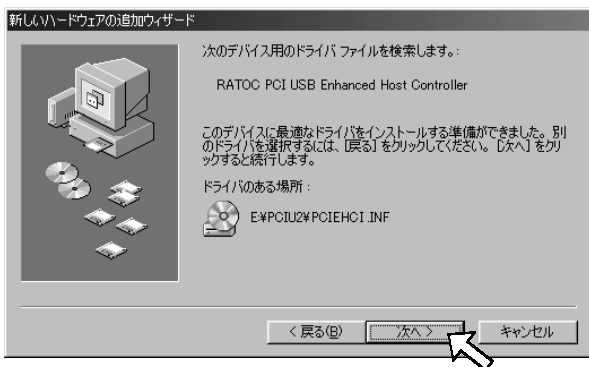 新しいハードウェアの追加ウィザード
次のデバイス用のドライバ ファイルを検索します。:
RATOC PCI USB Enhanced Host Controller
このデバイスに最適なドライバをインストールする準備ができました。別
のドライバを選択するには、[戻る] をクリックしてください。[次へ] をクリ
ックすると続行します。
ドライバのある場所 :
E:¥PCIU2¥PCIEHCI.INF
< 戻る(B)
次へ >
キャンセル